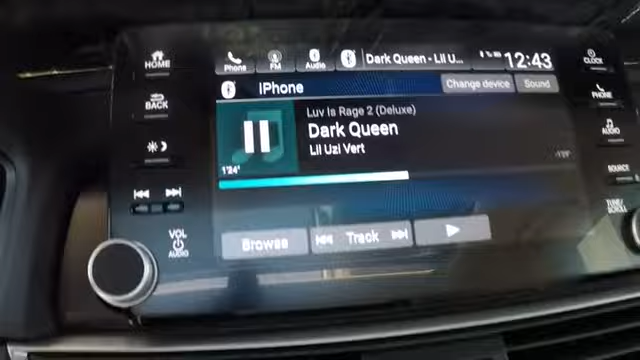 HOME
BACK
VOL
AUDIO
Phone
FM
Audio
Dark Queen - Lil U...
12:43
iPhone
Change device
Sound
Luv Is Rage 2 (Deluxe)
Dark Queen
Lil Uzi Vert
1'24"
Browse
Track
CLOCK
PHONE
AUDIO
SOURCE
TUNE/
SCROLL